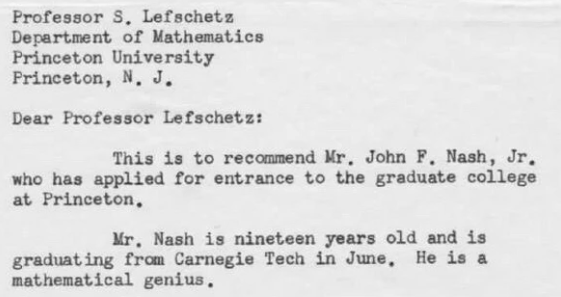 Professor S. Lefschetz
Department of Mathematics
Princeton University
Princeton, N. J.
Dear Professor Lefschetz:
This is to recommend Mr. John F. Nash, Jr.
who has applied for entrance to the graduate college
at Princeton.
Mr. Nash is nineteen years old and is
graduating from Carnegie Tech in June. He is a
mathematical genius.